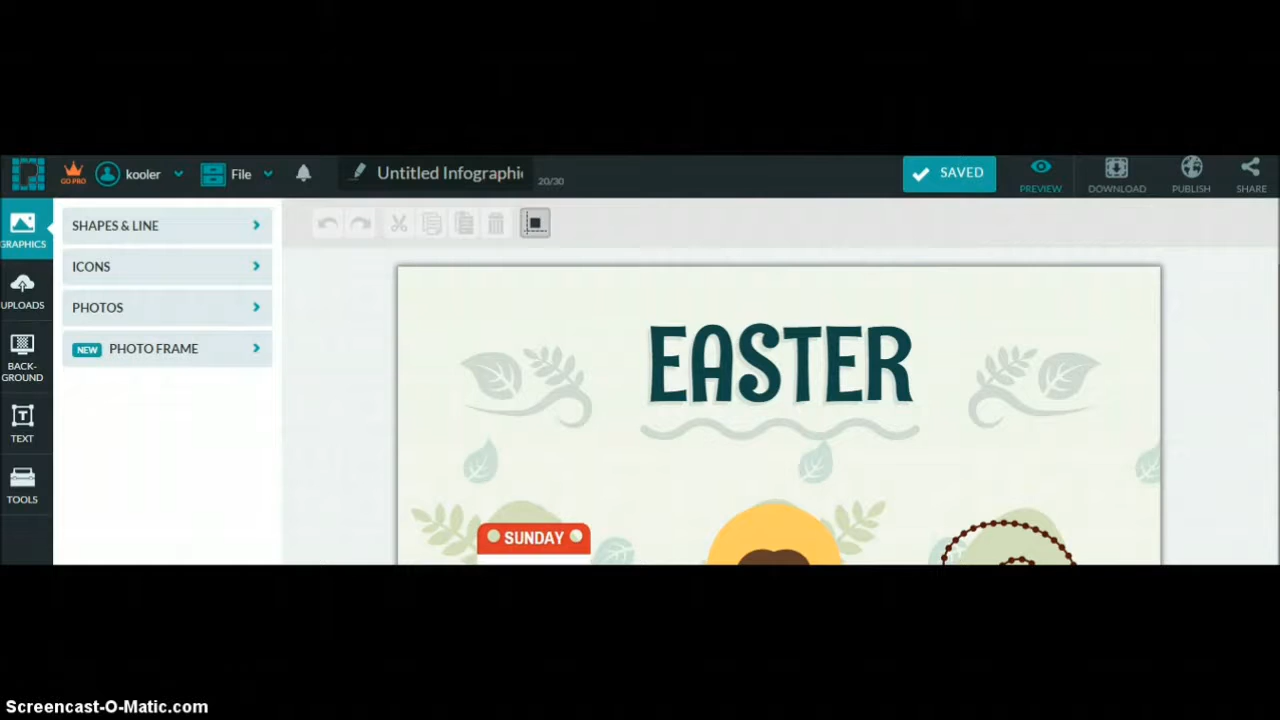 GO PRO
kooler
File
Untitled Infographi
20/30
SAVED
PREVIEW
DOWNLOAD
PUBLISH
SHARE
GRAPHICS
UPLOADS
BACK-
GROUND
TEXT
TOOLS
SHAPES & LINE
ICONS
PHOTOS
NEW PHOTO FRAME
EASTER
SUNDAY
Screencast-O-Matic.com